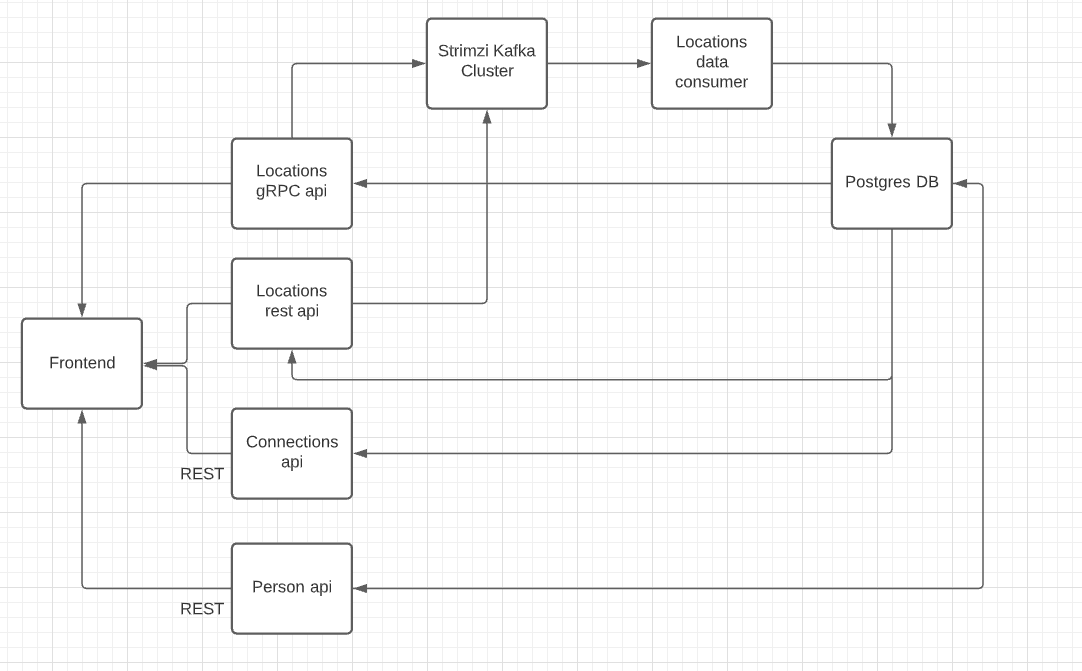 Strimzi Kafka
Cluster
Locations
data
consumer
Locations
gRPC api
Postgres DB
Locations
rest api
Frontend
Connections
api
REST
Person api
REST